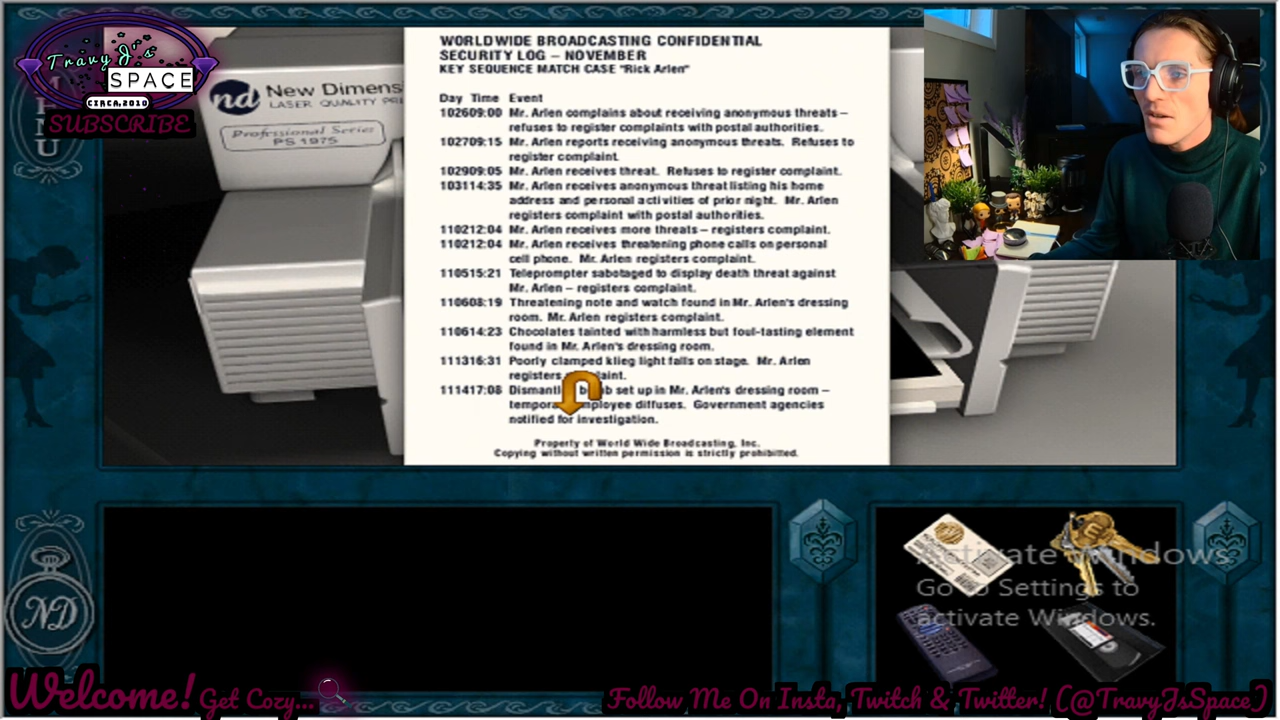 Travy J's
SPACE
CIRCA.2010
SUBSCRIBE
MENU
nd New Dimens
LASER QUALITY PRI
Professional Series
PS 1975
WORLD WIDE BROADCASTING CONFIDENTIAL
SECURITY LOG – NOVEMBER
KEY SEQUENCE MATCH CASE "Rick Arlen"
Day Time Event
102609:00 Mr. Arlen complains about receiving anonymous threats –
refuses to register complaints with postal authorities.
102709:15 Mr. Arlen reports receiving anonymous threats. Refuses to
register complaint.
102909:05 Mr. Arlen receives threat. Refuses to register complaint.
103114:35 Mr. Arlen receives anonymous threat listing his home
address and personal activities of prior night. Mr. Arlen
registers complaint with postal authorities.
110212:04 Mr. Arlen receives more threats – registers complaint.
110212:04 Mr. Arlen receives threatening phone calls on personal
cell phone. Mr. Arlen registers complaint.
110515:21 Teleprompter sabotaged to display death threat against
Mr. Arlen – registers complaint.
110608:19 Threatening note and watch found in Mr. Arlen's dressing
room. Mr. Arlen registers complaint.
110614:23 Chocolates tainted with harmless but foul-tasting element
found in Mr. Arlen's dressing room.
111316:31 Poorly clamped klieg light falls on stage. Mr. Arlen
registers
111417:08 set up in Mr. Arlen's dressing room –
diffuses. Government agencies
notified for investigation.
Property of World Wide Broadcasting, Inc.
Copying without written permission is strictly prohibited.
ND
Activate Windows
Go to Settings to
activate Windows.
Welcome! Get Cozy...
Follow Me On Insta, Twitch & Twitter! (@TravyJsSpace)